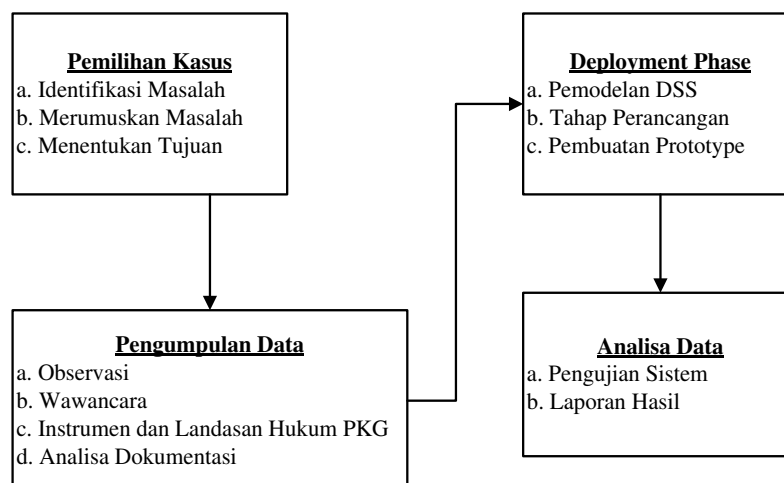 Pemilihan Kasus
a. Identifikasi Masalah
b. Merumuskan Masalah
c. Menentukan Tujuan
Pengumpulan Data
a. Observasi
b. Wawancara
c. Instrumen dan Landasan Hukum PKG
d. Analisa Dokumentasi
Deployment Phase
a. Pemodelan DSS
b. Tahap Perancangan
c. Pembuatan Prototype
Analisa Data
a. Pengujian Sistem
b. Laporan Hasil